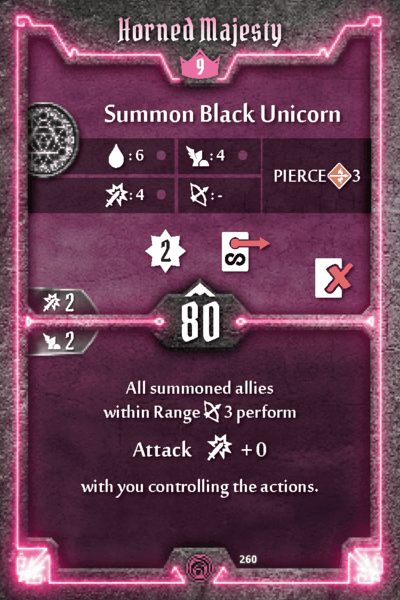 Horned Majesty
9
Summon Black Unicorn
: 6
: 4
PIERCE 3
: 4
: -
2
8
2
80
2
All summoned allies
within Range 3 perform
Attack +0
with you controlling the actions.
260